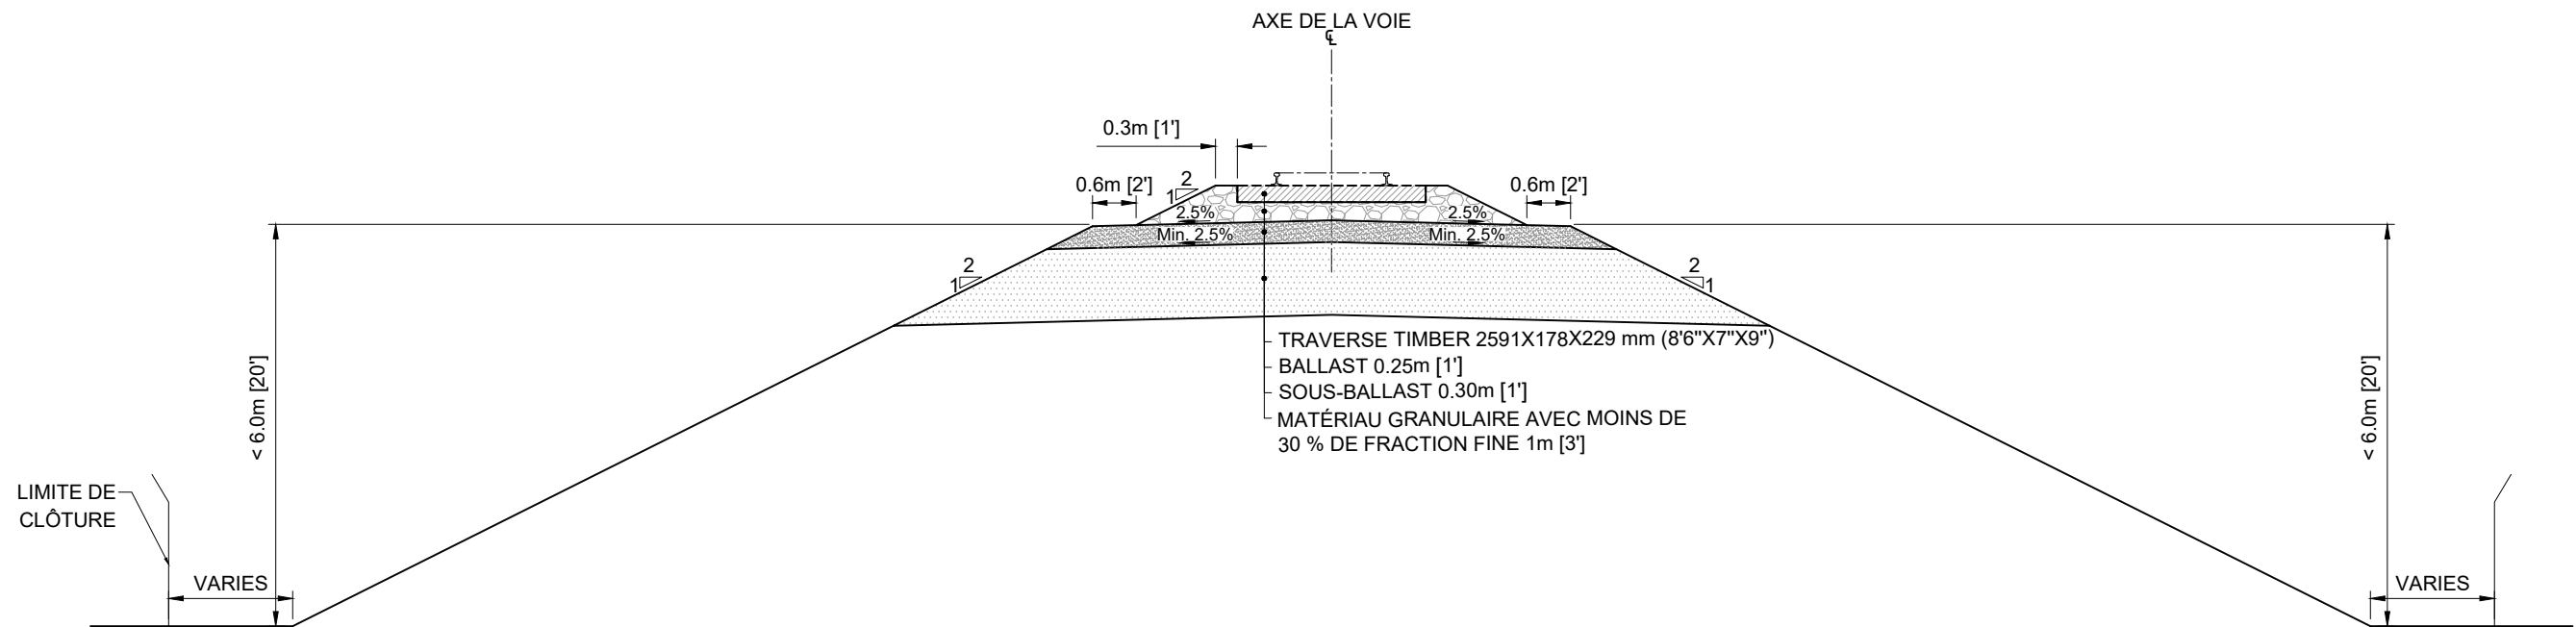 AXE DE LA VOIE
℄
0.3m [1']
0.6m [2']
2
1
0.6m [2']
2.5%
2.5%
Min. 2.5%
Min. 2.5%
2
1
2
1
TRAVERSE TIMBER 2591X178X229 mm (8'6"X7"X9")
BALLAST 0.25m [1']
SOUS-BALLAST 0.30m [1']
MATÉRIAU GRANULAIRE AVEC MOINS DE
30 % DE FRACTION FINE 1m [3']
< 6.0m [20']
< 6.0m [20']
LIMITE DE
CLÔTURE
VARIES
VARIES